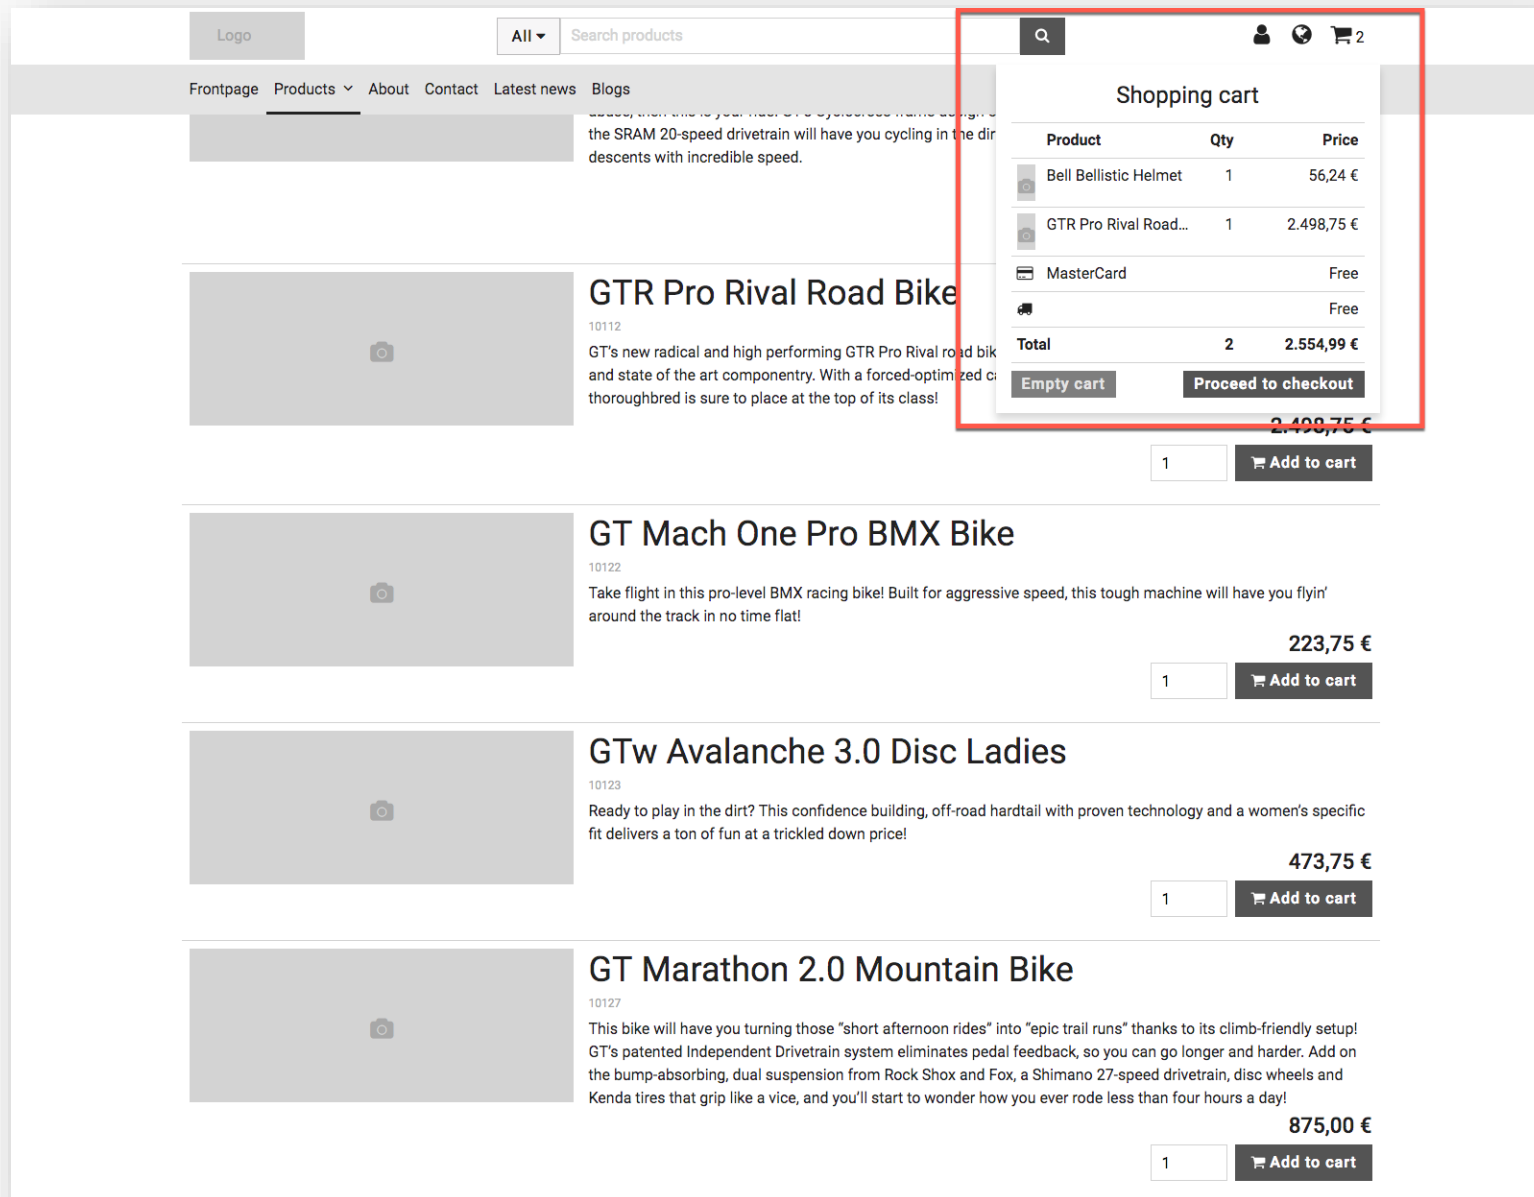 Logo
All
Search products
2
Frontpage Products About Contact Latest news Blogs
the SRAM 20-speed drivetrain will have you cycling in the dir
descents with incredible speed.
Shopping cart
Product Qty Price
Bell Bellistic Helmet 1 56,24 €
GTR Pro Rival Road... 1 2.498,75 €
MasterCard Free
Free
Total 2 2.554,99 €
Empty cart Proceed to checkout
GTR Pro Rival Road Bike
10112
GT's new radical and high performing GTR Pro Rival road bik
and state of the art componentry. With a forced-optimized ca
thoroughbred is sure to place at the top of its class!
2.498,75 €
1 Add to cart
GT Mach One Pro BMX Bike
10122
Take flight in this pro-level BMX racing bike! Built for aggressive speed, this tough machine will have you flyin'
around the track in no time flat!
223,75 €
1 Add to cart
GTw Avalanche 3.0 Disc Ladies
10123
Ready to play in the dirt? This confidence building, off-road hardtail with proven technology and a women's specific
fit delivers a ton of fun at a trickled down price!
473,75 €
1 Add to cart
GT Marathon 2.0 Mountain Bike
10127
This bike will have you turning those "short afternoon rides" into "epic trail runs" thanks to its climb-friendly setup!
GT's patented Independent Drivetrain system eliminates pedal feedback, so you can go longer and harder. Add on
the bump-absorbing, dual suspension from Rock Shox and Fox, a Shimano 27-speed drivetrain, disc wheels and
Kenda tires that grip like a vice, and you'll start to wonder how you ever rode less than four hours a day!
875,00 €
1 Add to cart